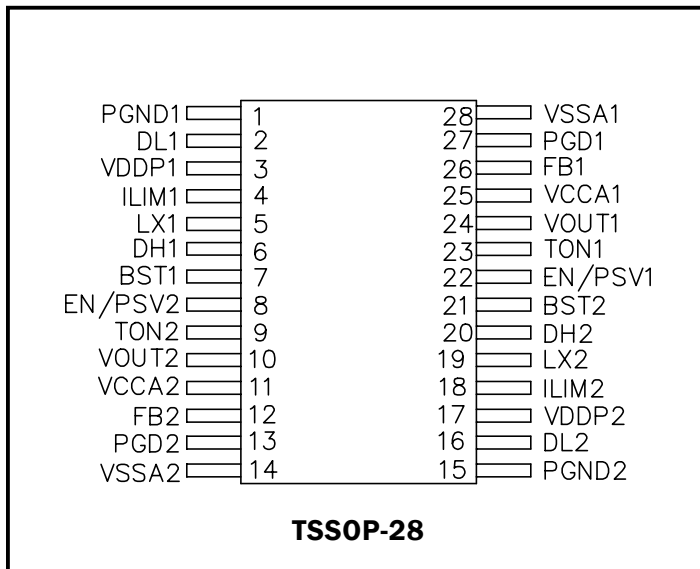 PGND1 1 28 VSSA1
DL1 2 27 PGD1
VDDP1 3 26 FB1
ILIM1 4 25 VCCA1
LX1 5 24 VOUT1
DH1 6 23 TON1
BST1 7 22 EN/PSV1
EN/PSV2 8 21 BST2
TON2 9 20 DH2
VOUT2 10 19 LX2
VCCA2 11 18 ILIM2
FB2 12 17 VDDP2
PGD2 13 16 DL2
VSSA2 14 15 PGND2
TSSOP-28